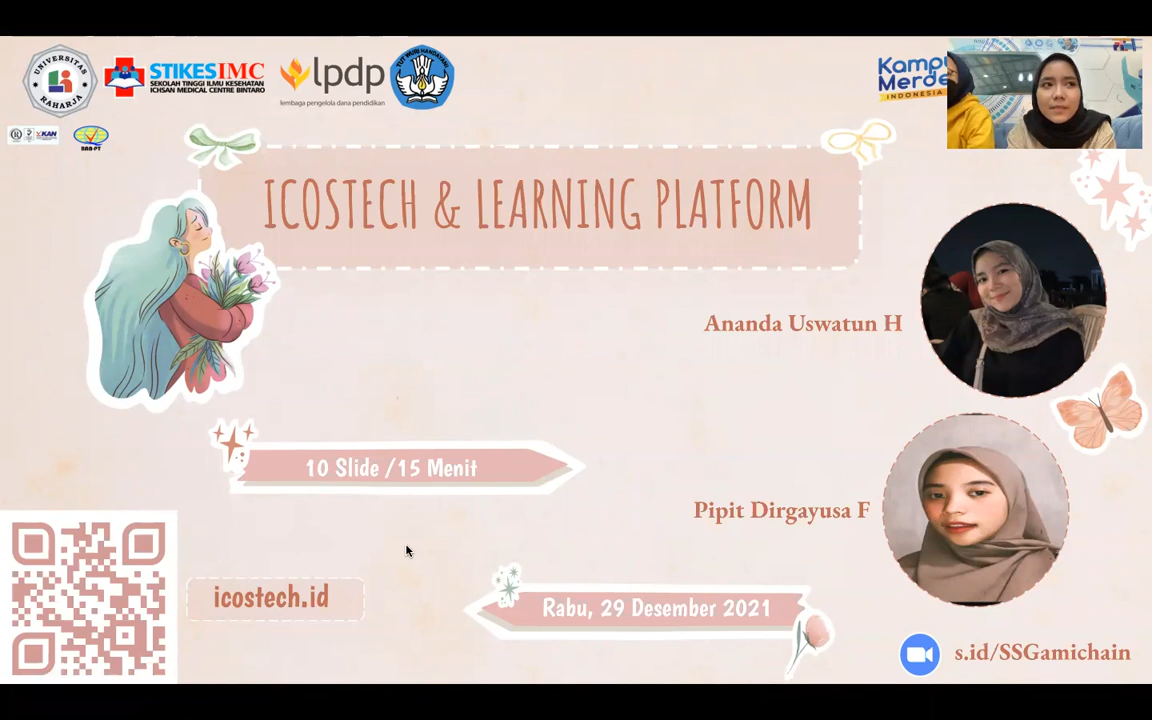 UNIVERSITAS
RAHARJA
STIKES IMC
SEKOLAH TINGGI ILMU KESEHATAN
ICHSAN MEDICAL CENTRE BINTARO
lpdp
lembaga pengelola dana pendidikan
TUT WURI HANDAYANI
Kampu
Merde
INDONESIA
KAN
BAN-PT
ICOSTECH & LEARNING PLATFORM
Ananda Uswatun H
10 Slide /15 Menit
Pipit Dirgayusa F
icostech.id
Rabu, 29 Desember 2021
s.id/SSGamichain